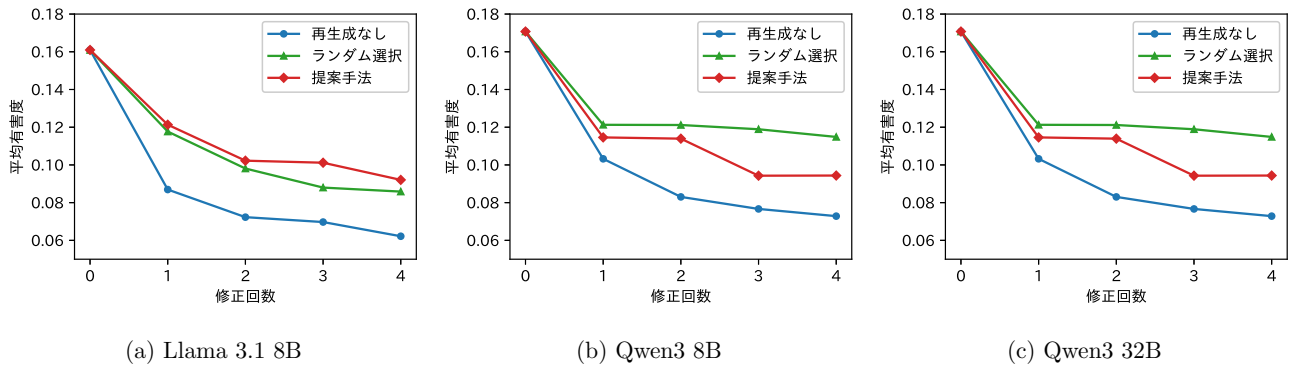 0.18
0.16
0.14
0.12
0.10
0.08
0.06
平均有害度
再生成なし
ランダム選択
提案手法
0 1 2 3 4
修正回数
(a) Llama 3.1 8B
0.18
0.16
0.14
0.12
0.10
0.08
0.06
平均有害度
再生成なし
ランダム選択
提案手法
0 1 2 3 4
修正回数
(b) Qwen3 8B
0.18
0.16
0.14
0.12
0.10
0.08
0.06
平均有害度
再生成なし
ランダム選択
提案手法
0 1 2 3 4
修正回数
(c) Qwen3 32B